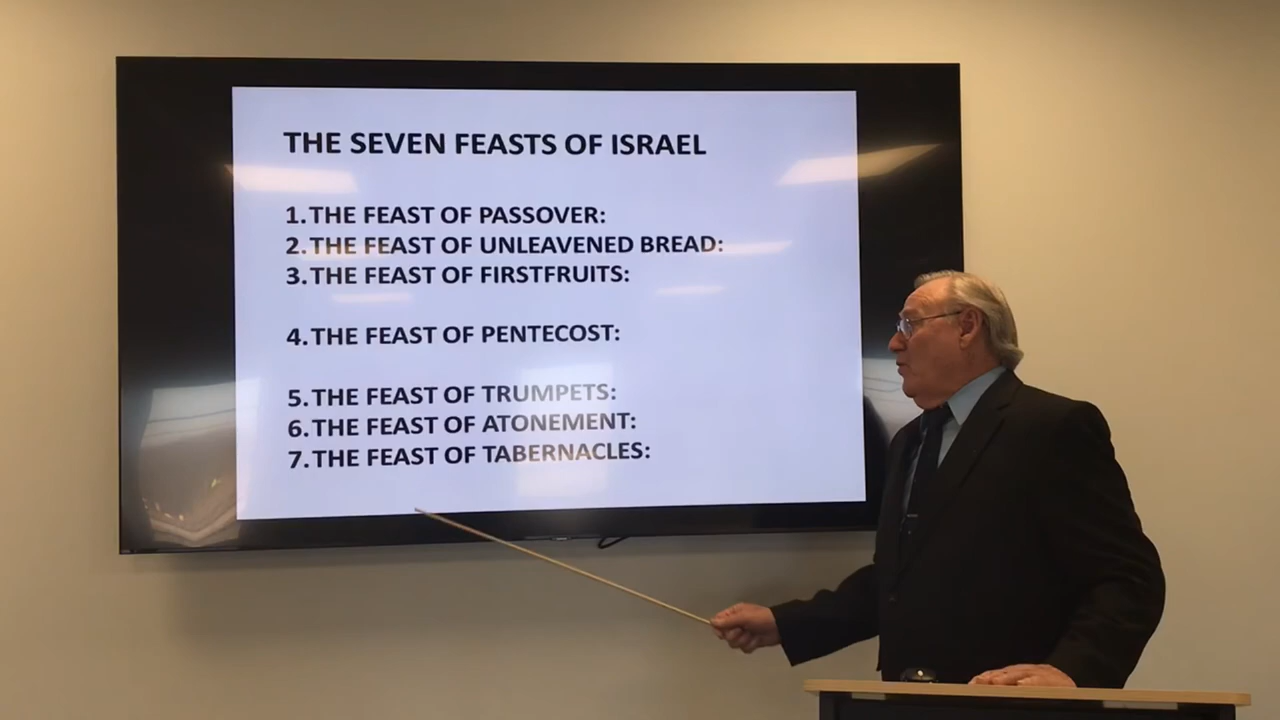 THE SEVEN FEASTS OF ISRAEL
1. THE FEAST OF PASSOVER:
2. THE FEAST OF UNLEAVENED BREAD:
3. THE FEAST OF FIRSTFRUITS:
4. THE FEAST OF PENTECOST:
5. THE FEAST OF TRUMPETS:
6. THE FEAST OF ATONEMENT:
7. THE FEAST OF TABERNACLES: